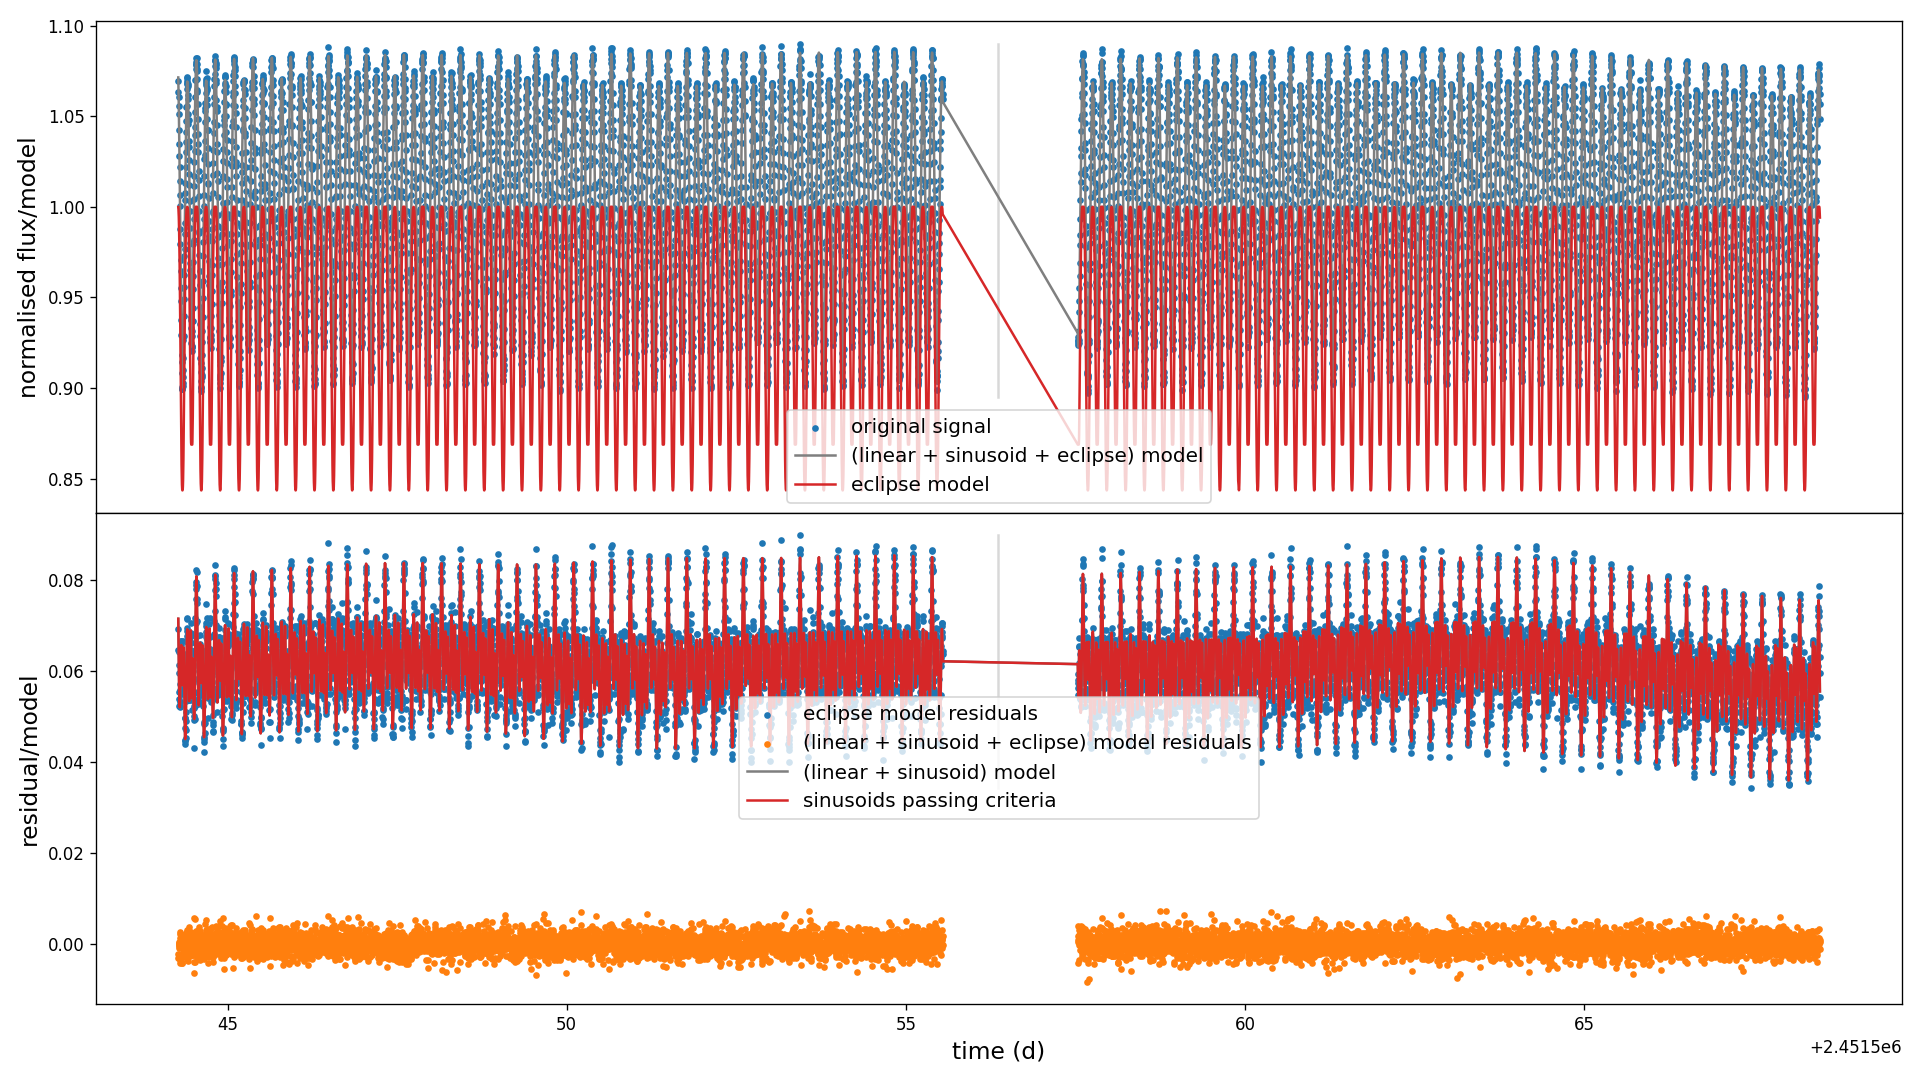 1.10
1.05
1.00
0.95
0.90
0.85
normalised flux/model
original signal
(linear + sinusoid + eclipse) model
eclipse model
0.08
0.06
0.04
0.02
0.00
residual/model
eclipse model residuals
(linear + sinusoid + eclipse) model residuals
(linear + sinusoid) model
sinusoids passing criteria
45
50
55
60
65
time (d)
+2.4515e6